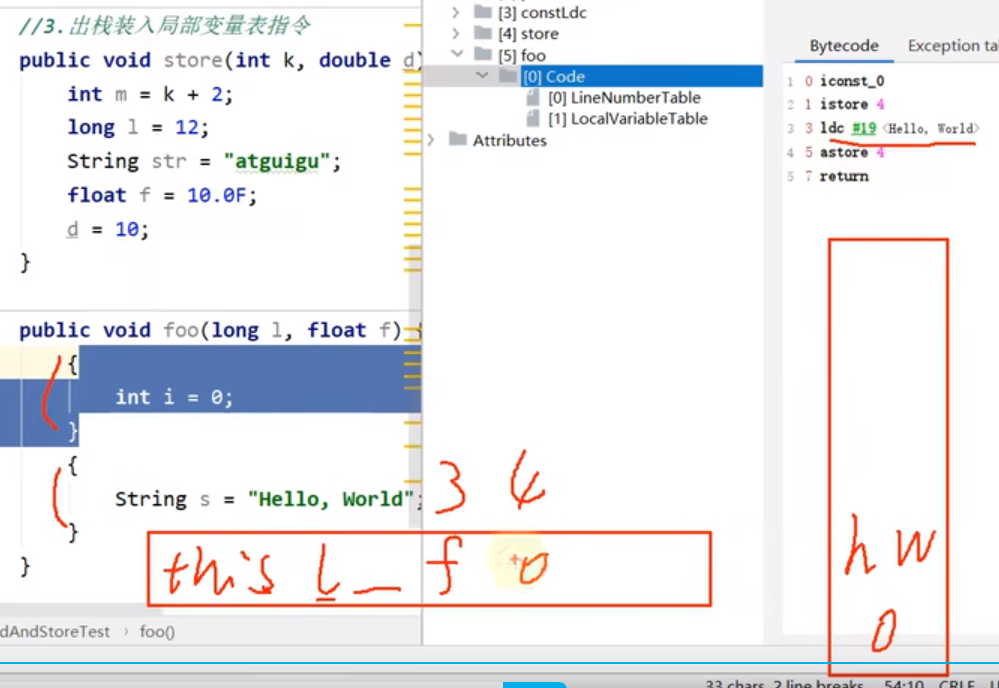 //3.出栈装入局部变量表指令
public void store(int k, double d)
int m = k + 2;
long l = 12;
String str = "atguigu";
float f = 10.0F;
d = 10;
}
public void foo(long l, float f) {
{
int i = 0;
}
{
String s = "Hello, World";
}
}
dAndStoreTest › foo()
[3] constLdc
[4] store
[5] foo
[0] Code
[0] LineNumberTable
[1] LocalVariableTable
Attributes
Bytecode Exception ta
1 0 iconst_0
2 1 istore 4
3 3 ldc #19 <Hello, World>
4 5 astore 4
5 7 return
3 4
this l _ f 0
h w
0
33 chars, 2 line breaks 54:10 CRLF